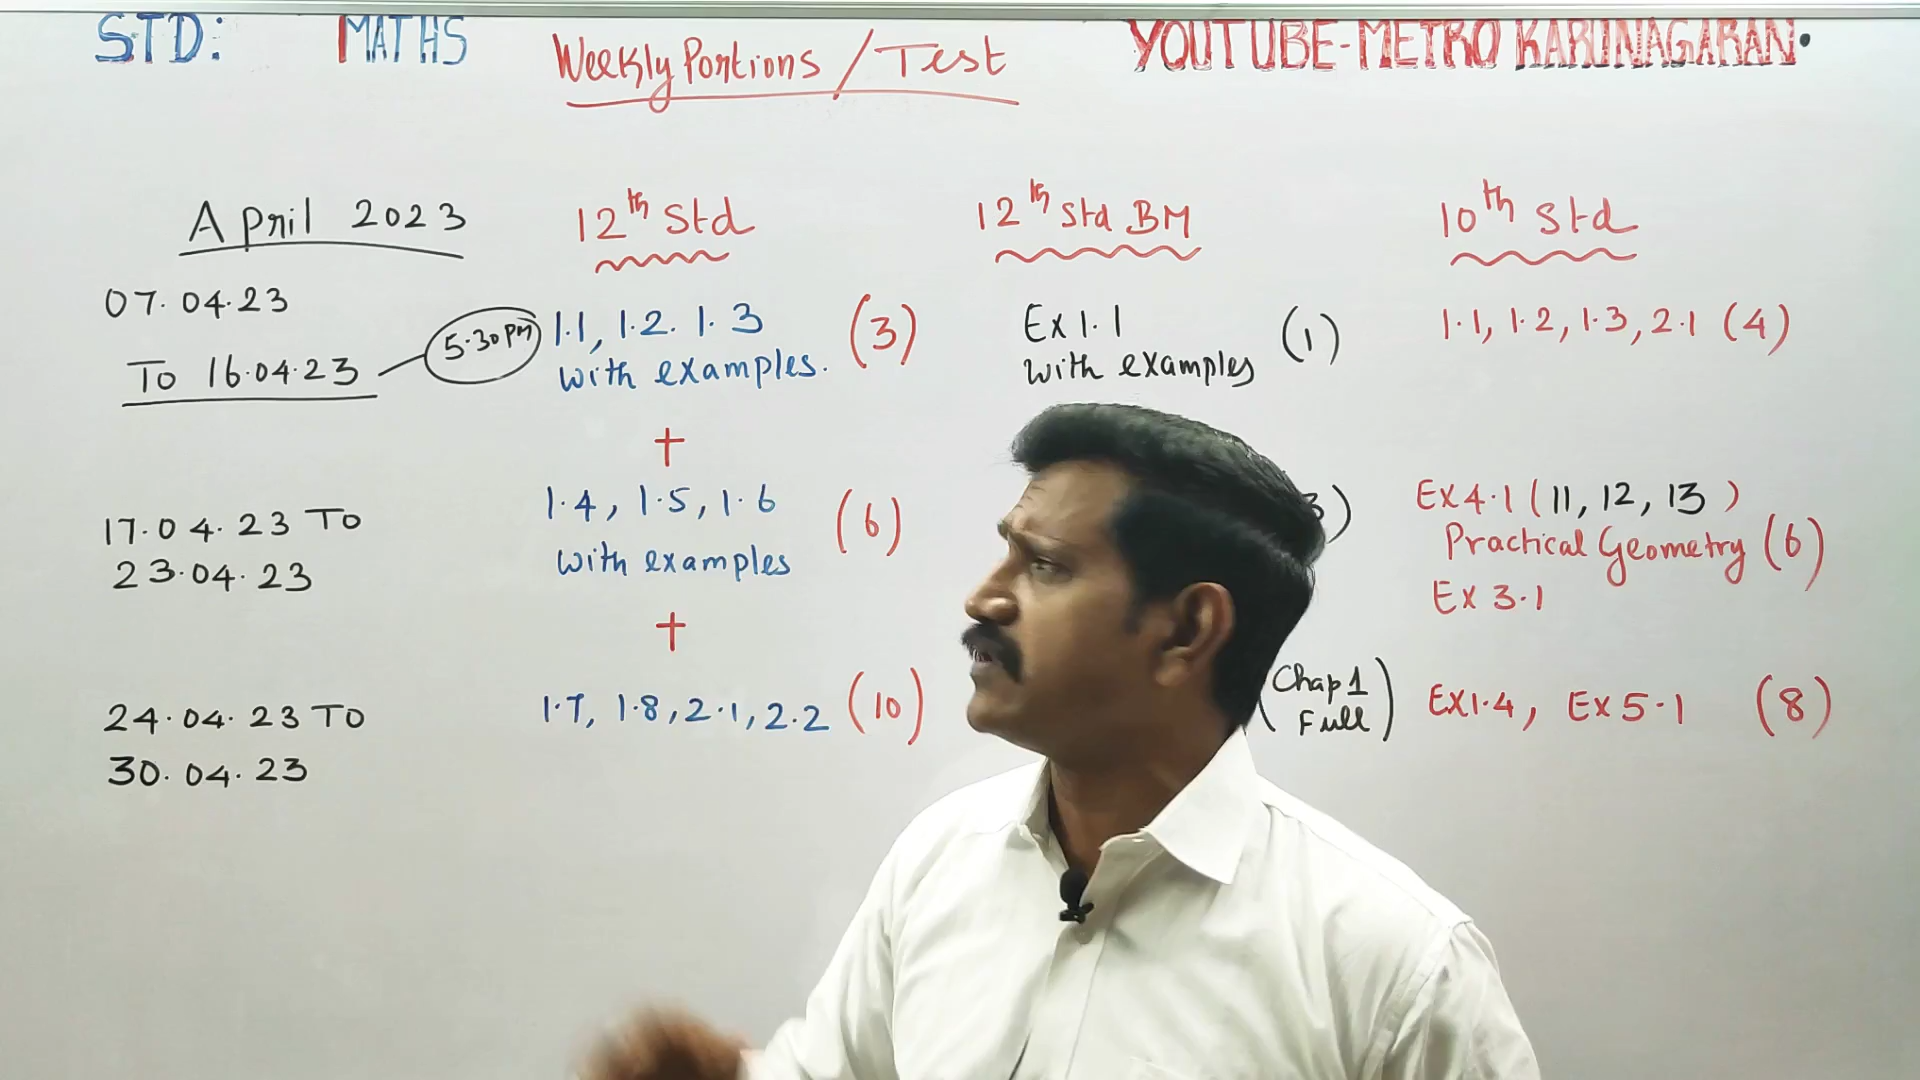 STD: MATHS Weekly Portions / Test YOUTUBE-METRO KARUNAGARAN.
April 2023 12th Std 12th Std BM 10th Std
07.04.23
To 16.04.23 5.30 pm
1.1, 1.2. 1.3 (3)
with examples.
Ex 1.1 (1)
with examples
1.1, 1.2, 1.3, 2.1 (4)
+
17.04.23 To
23.04.23
1.4, 1.5, 1.6 (6)
with examples
Ex 4.1 (11, 12, 13)
Practical Geometry (6)
Ex 3.1
+
24.04.23 To
30.04.23
1.7, 1.8, 2.1, 2.2 (10)
(Chap 1
Full)
Ex 1.4, Ex 5.1 (8)